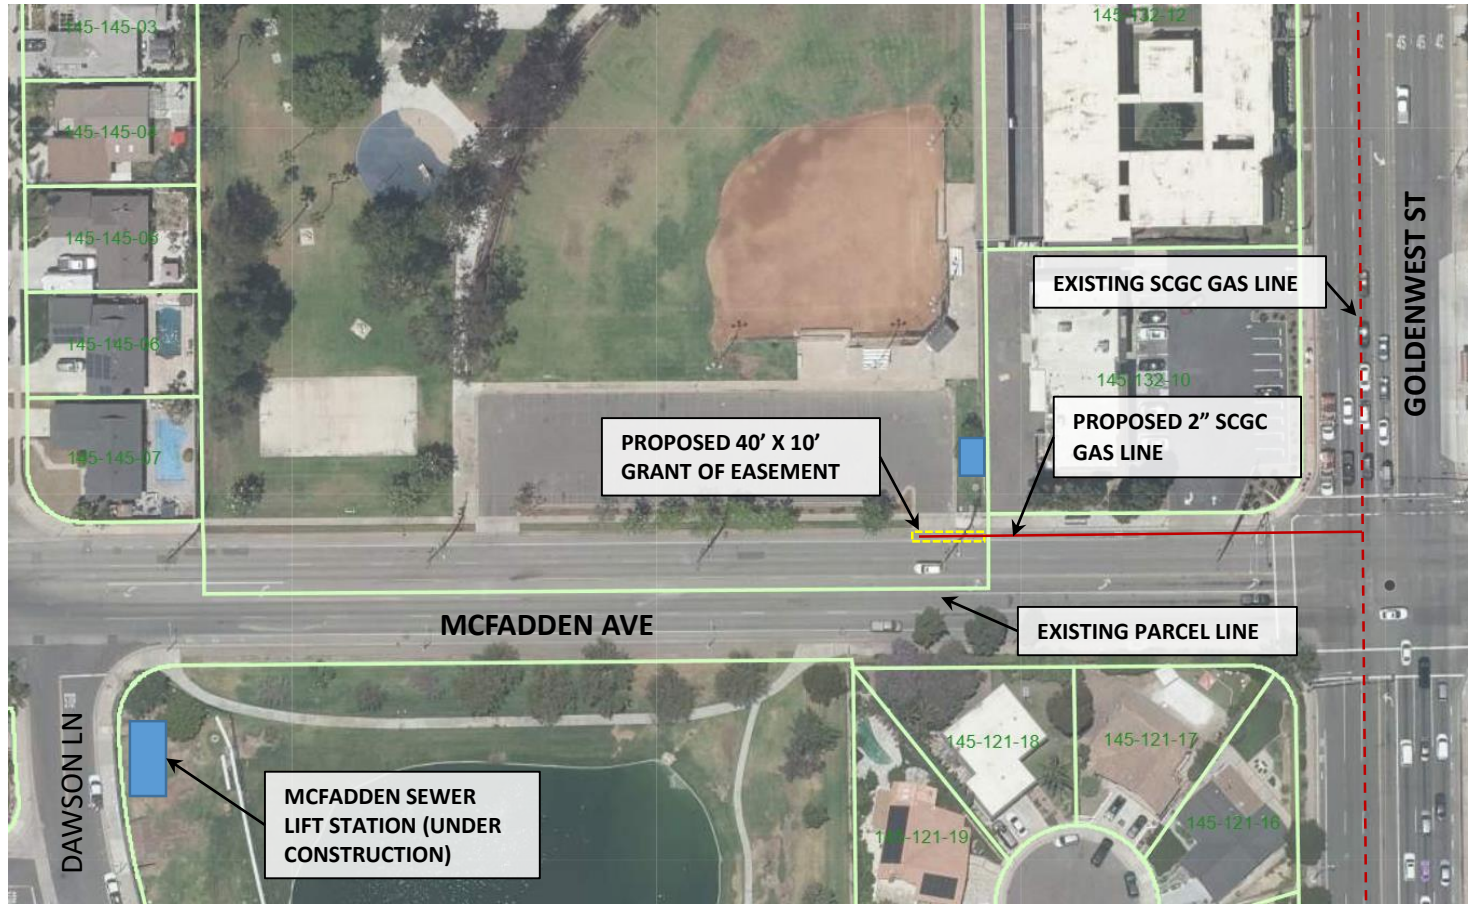 145-145-03
145-132-12
145-145-04
145-145-05
EXISTING SCGC GAS LINE
GOLDENWEST ST
145-145-06
145-132-10
PROPOSED 2” SCGC
GAS LINE
PROPOSED 40’ X 10’
GRANT OF EASEMENT
145-145-07
EXISTING PARCEL LINE
MCFADDEN AVE
DAWSON LN
145-121-18
145-121-17
MCFADDEN SEWER
LIFT STATION (UNDER
CONSTRUCTION)
145-121-19
145-121-16